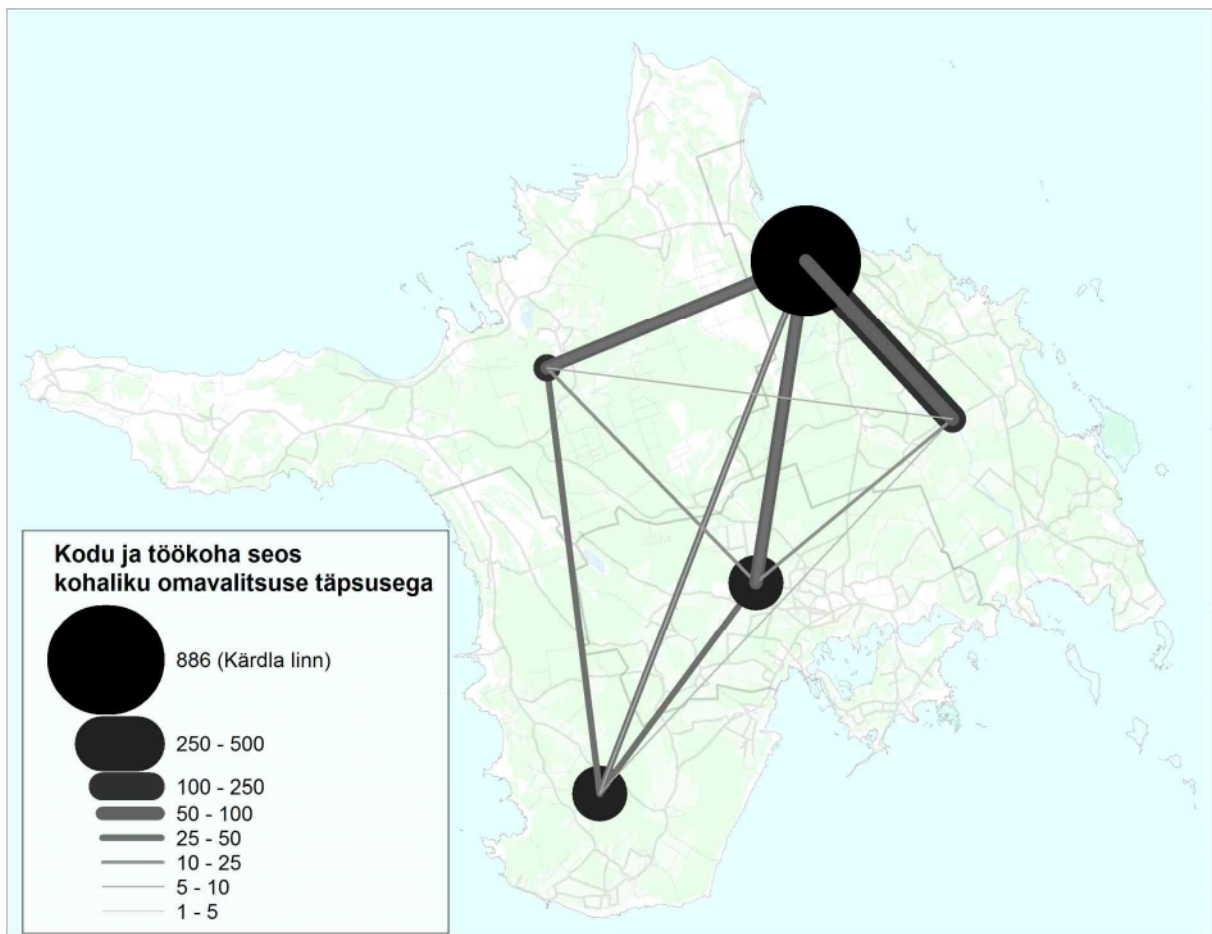 Kodu ja töökoha seos
kohaliku omavalitsuse täpsusega
886 (Kärdla linn)
250 - 500
100 - 250
50 - 100
25 - 50
10 - 25
5 - 10
1 - 5